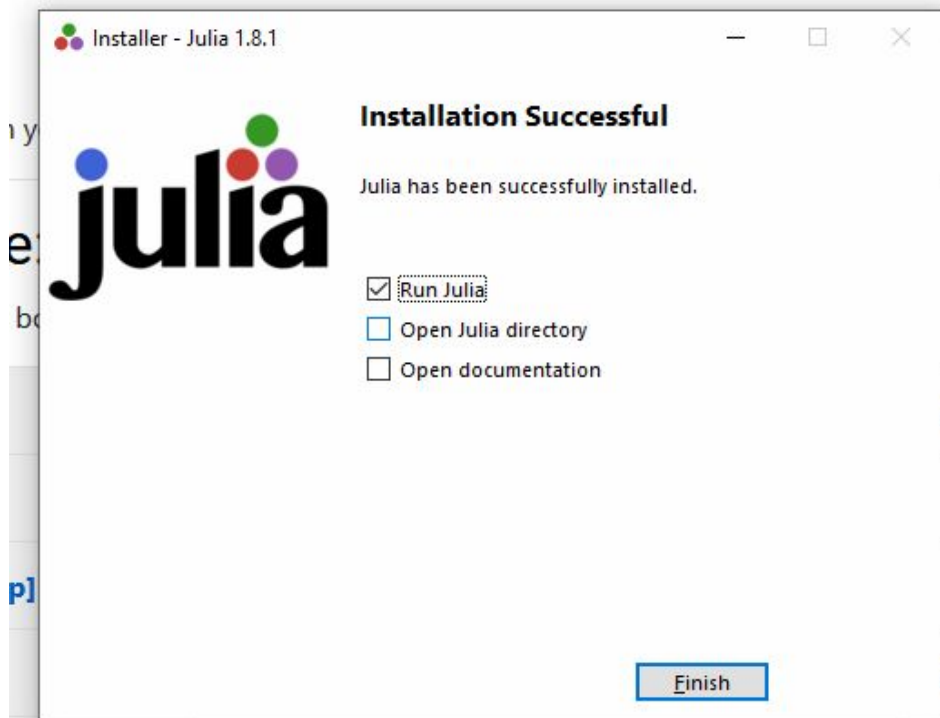 Installer - Julia 1.8.1
julia
Installation Successful
Julia has been successfully installed.
Run Julia
Open Julia directory
Open documentation
p]
Finish